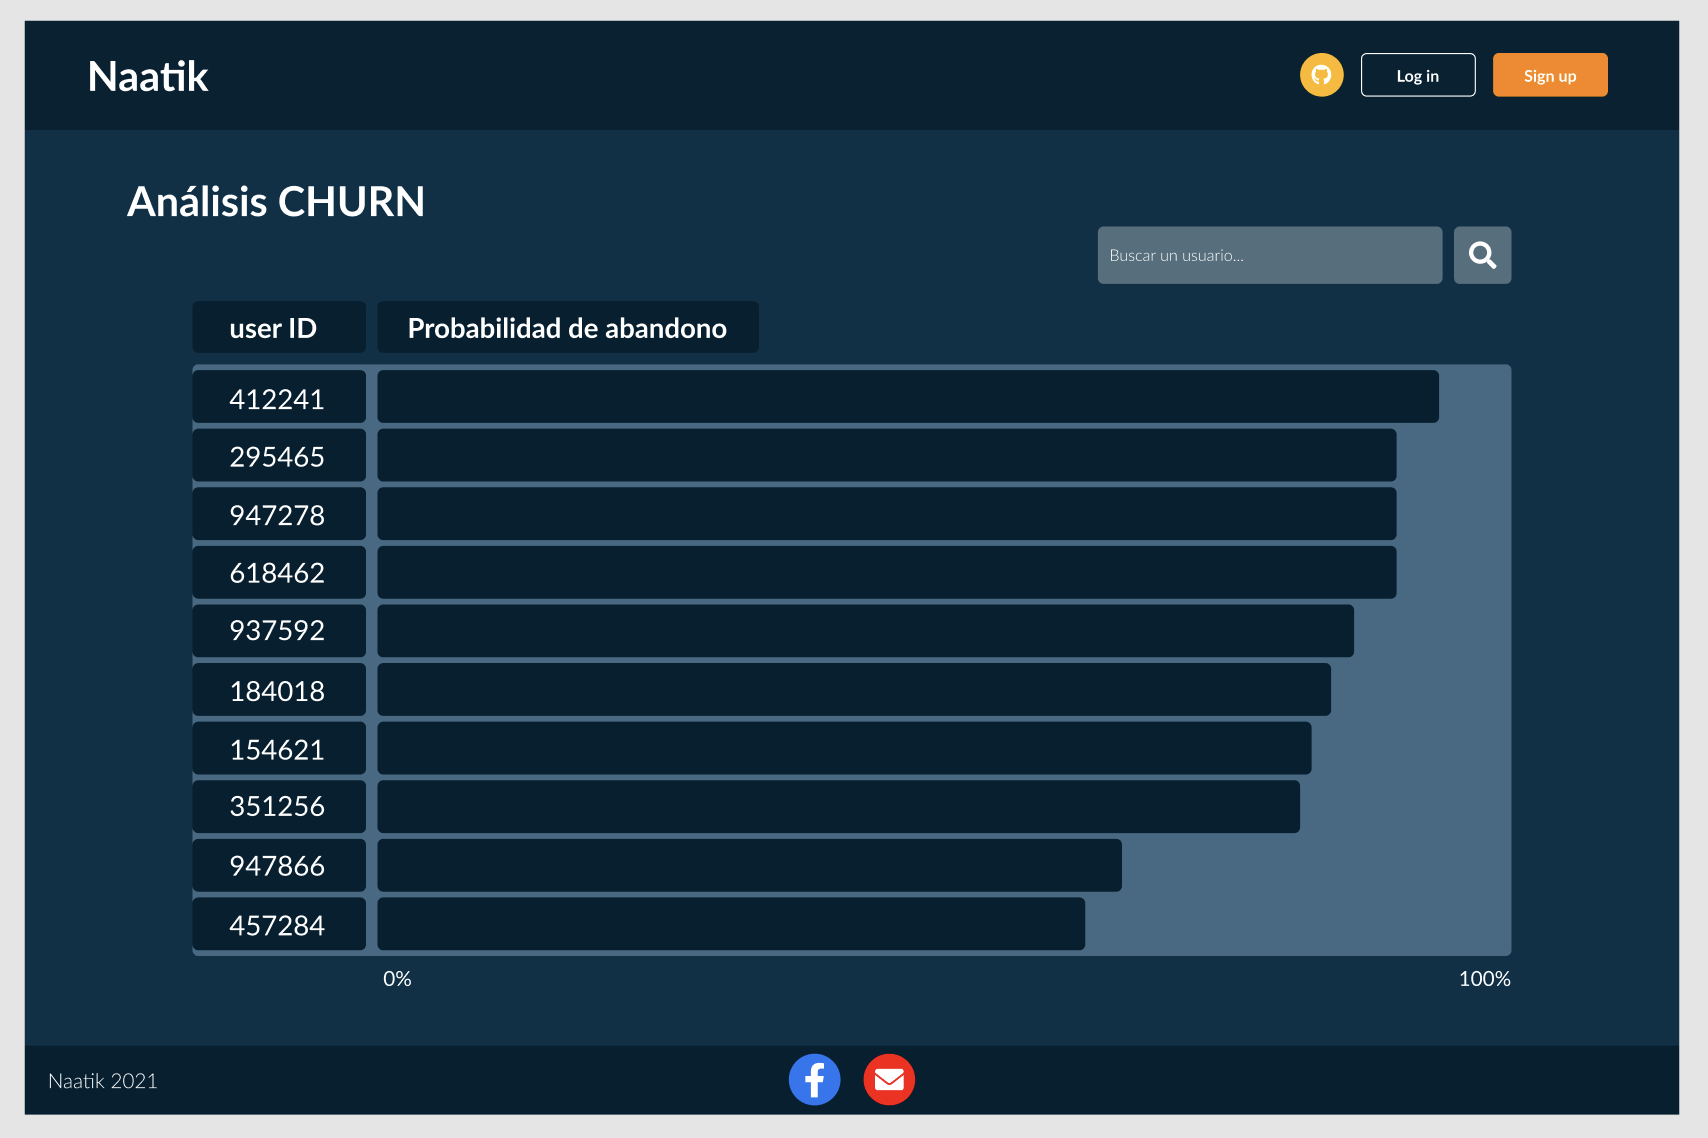 Naatik
Log in
Sign up
Análisis CHURN
Buscar un usuario...
user ID
Probabilidad de abandono
412241
295465
947278
618462
937592
184018
154621
351256
947866
457284
0%
100%
Naatik 2021